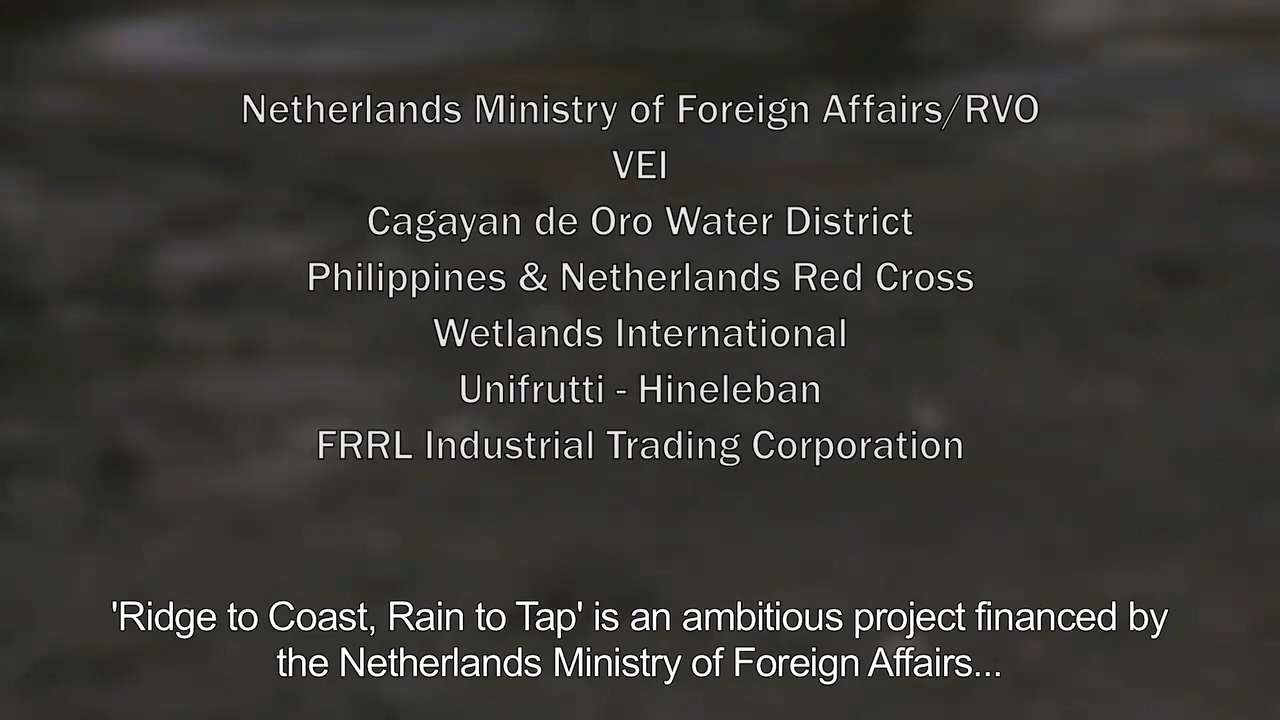 Netherlands Ministry of Foreign Affairs/RVO
VEI
Cagayan de Oro Water District
Philippines & Netherlands Red Cross
Wetlands International
Unifrutti - Hineleban
FRRL Industrial Trading Corporation
'Ridge to Coast, Rain to Tap' is an ambitious project financed by
the Netherlands Ministry of Foreign Affairs...